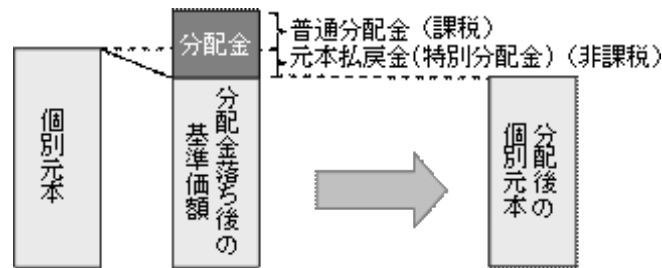 分配金
普通分配金（課税）
元本払戻金(特別分配金)（非課税）
個別元本
分配金落ち後の
基準価額
分配後の
個別元本